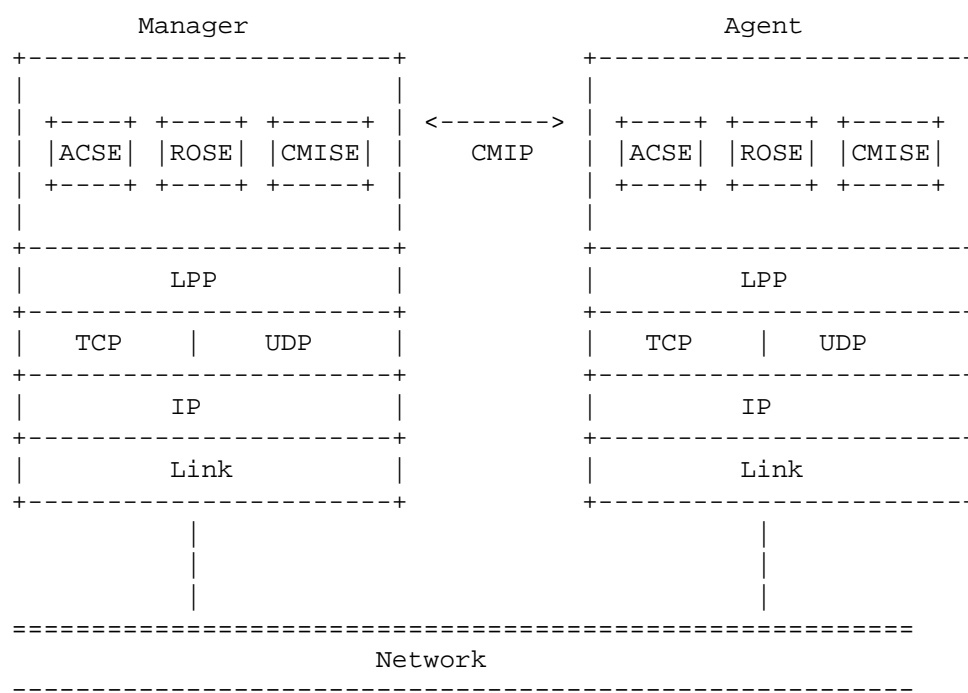 Manager Agent
<------->
|ACSE| |ROSE| |CMISE| CMIP |ACSE| |ROSE| |CMISE|
LPP LPP
TCP | UDP TCP | UDP
IP IP
Link Link
Network